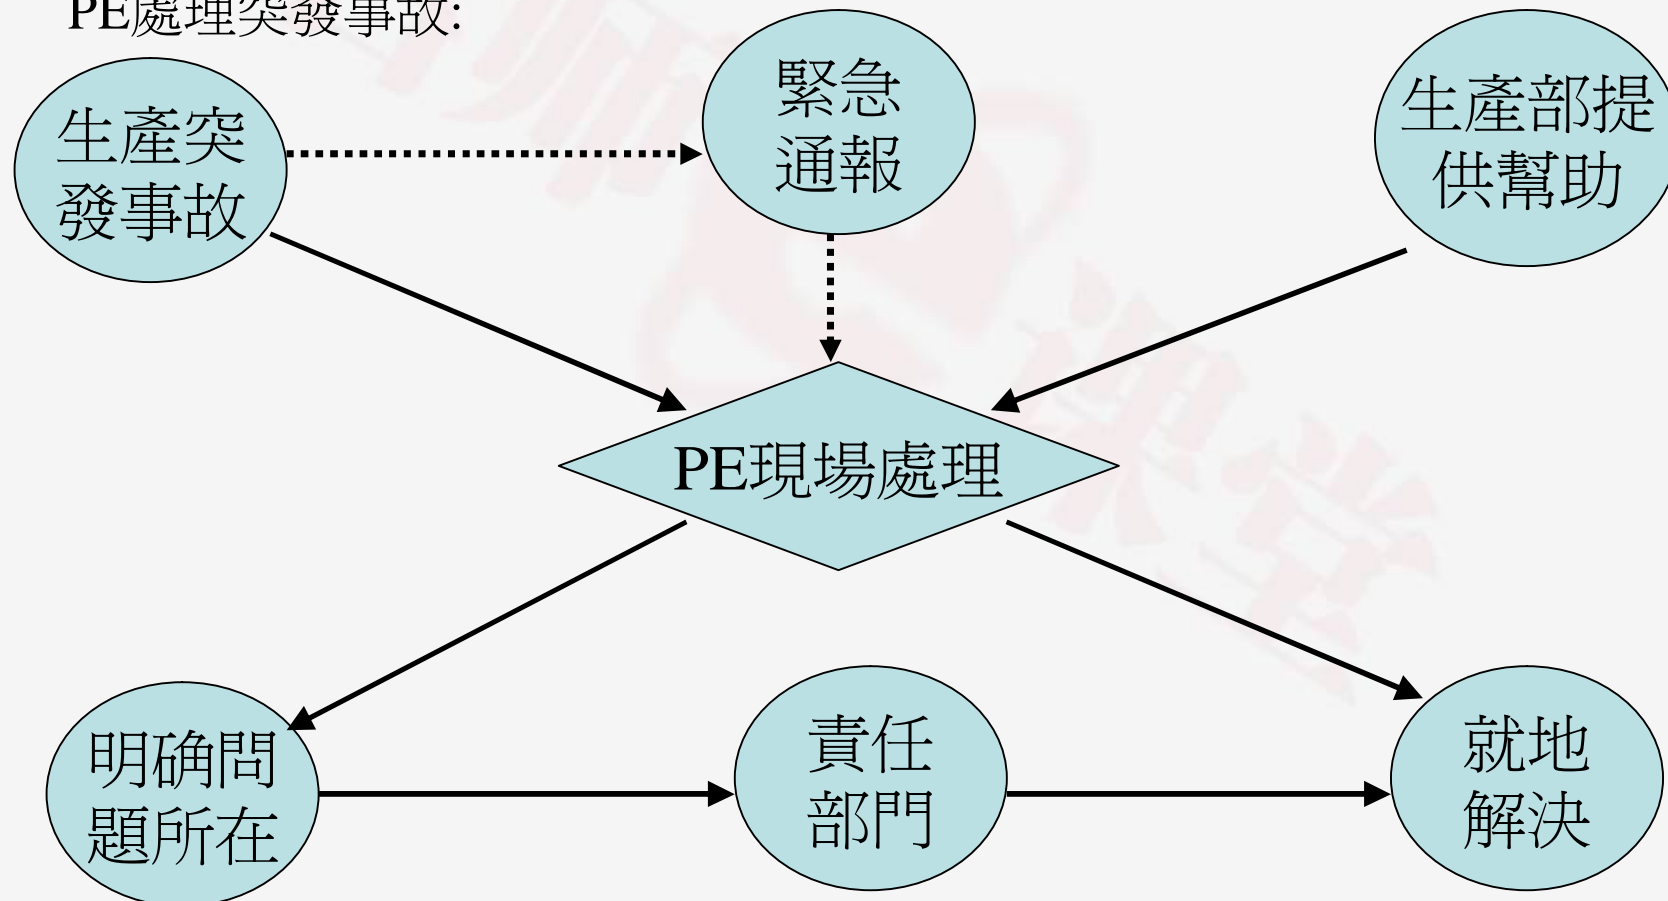 PE處理突發事故:
生產突
發事故
緊急
通報
生產部提
供幫助
PE現場處理
明确問
題所在
責任
部門
就地
解決